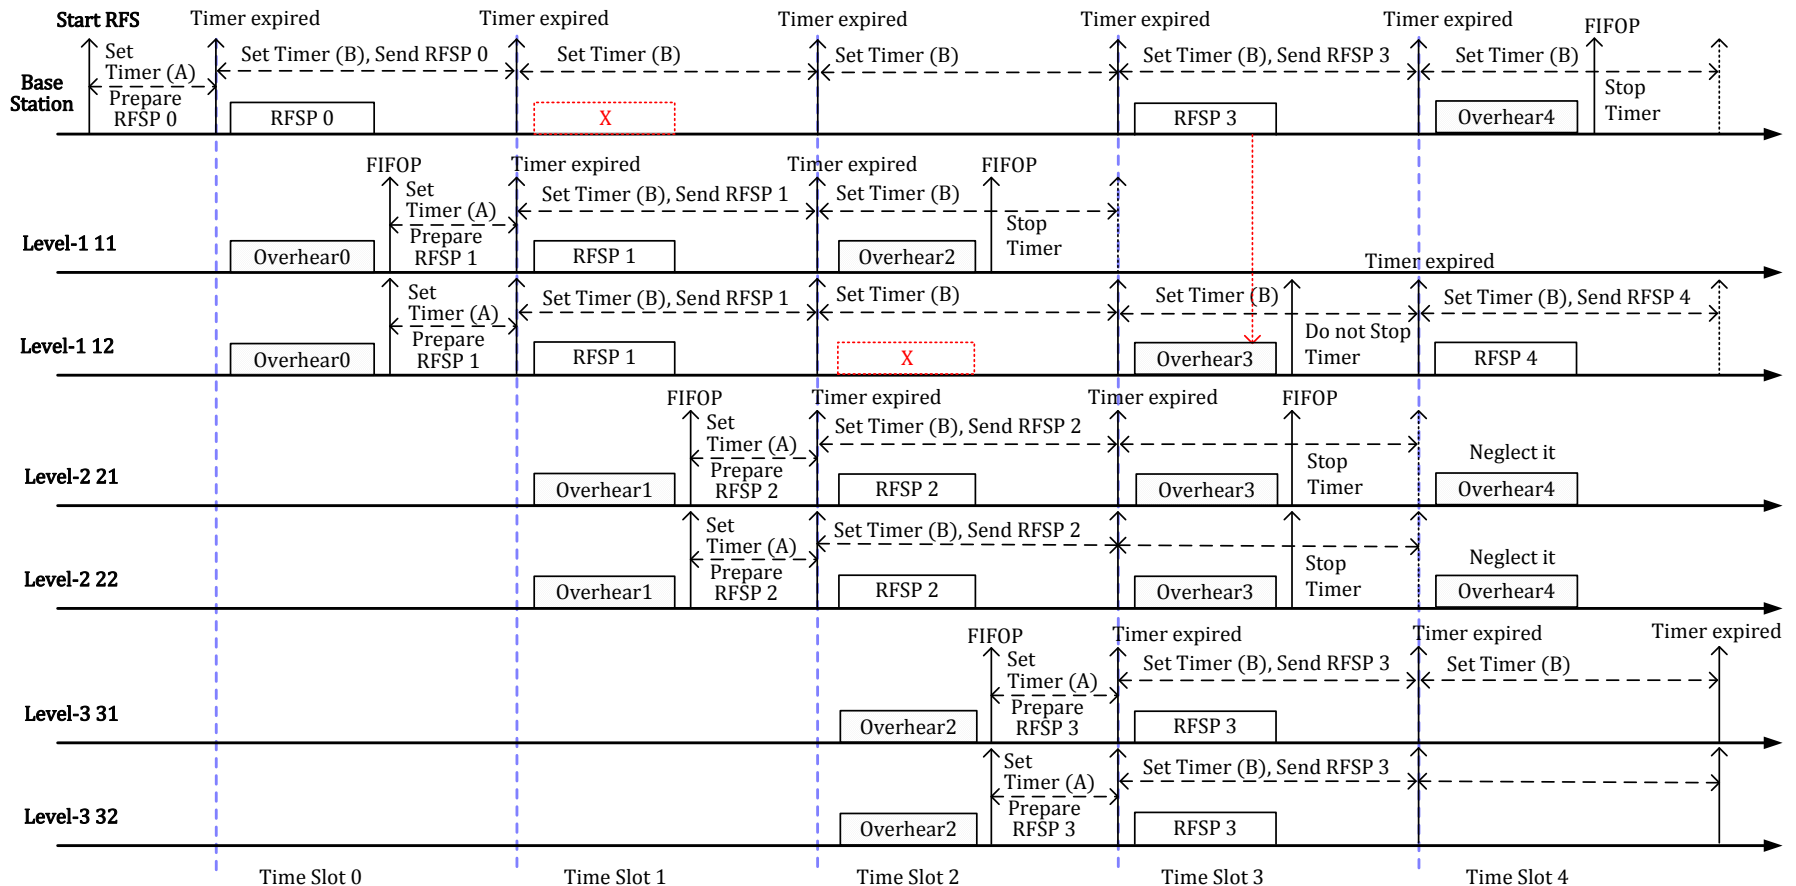 Start RFS
Timer expired
Timer expired
Timer expired
Timer expired
Timer expired
FIFOP
Set
Timer (A)
Set Timer (B), Send RFSP 0
Set Timer (B)
Set Timer (B)
Set Timer (B), Send RFSP 3
Set Timer (B)
Base
Station
Prepare
RFSP 0
RFSP 0
X
RFSP 3
Overhear4
Stop
Timer
FIFOP
Timer expired
Timer expired
FIFOP
Set
Timer (A)
Set Timer (B), Send RFSP 1
Set Timer (B)
Level-1 11
Overhear0
Prepare
RFSP 1
RFSP 1
Overhear2
Stop
Timer
Timer expired
Set
Timer (A)
Set Timer (B), Send RFSP 1
Set Timer (B)
Set Timer (B)
Set Timer (B), Send RFSP 4
Level-1 12
Overhear0
Prepare
RFSP 1
RFSP 1
X
Overhear3
Do not Stop
Timer
RFSP 4
FIFOP
Timer expired
Timer expired
FIFOP
Set
Timer (A)
Set Timer (B), Send RFSP 2
Level-2 21
Overhear1
Prepare
RFSP 2
RFSP 2
Overhear3
Stop
Timer
Neglect it
Overhear4
Set
Timer (A)
Set Timer (B), Send RFSP 2
Level-2 22
Overhear1
Prepare
RFSP 2
RFSP 2
Overhear3
Stop
Timer
Neglect it
Overhear4
FIFOP
Timer expired
Timer expired
Timer expired
Set
Timer (A)
Set Timer (B), Send RFSP 3
Set Timer (B)
Level-3 31
Overhear2
Prepare
RFSP 3
RFSP 3
Set
Timer (A)
Set Timer (B), Send RFSP 3
Level-3 32
Overhear2
Prepare
RFSP 3
RFSP 3
Time Slot 0
Time Slot 1
Time Slot 2
Time Slot 3
Time Slot 4